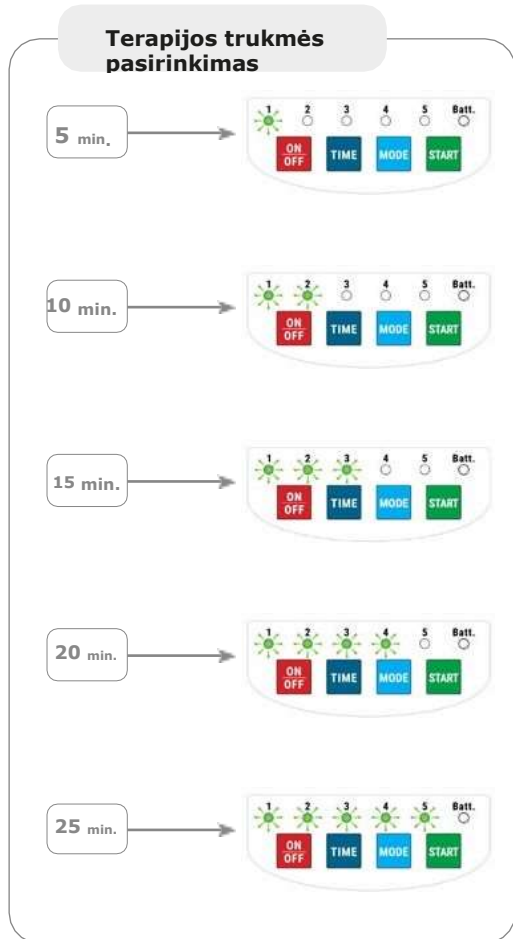 Terapijos trukmės
pasirinkimas
5 min.
1 2 3 4 5 Batt.
ON
OFF TIME MODE START
10 min.
1 2 3 4 5 Batt.
ON
OFF TIME MODE START
15 min.
1 2 3 4 5 Batt.
ON
OFF TIME MODE START
20 min.
1 2 3 4 5 Batt.
ON
OFF TIME MODE START
25 min.
1 2 3 4 5 Batt.
ON
OFF TIME MODE START